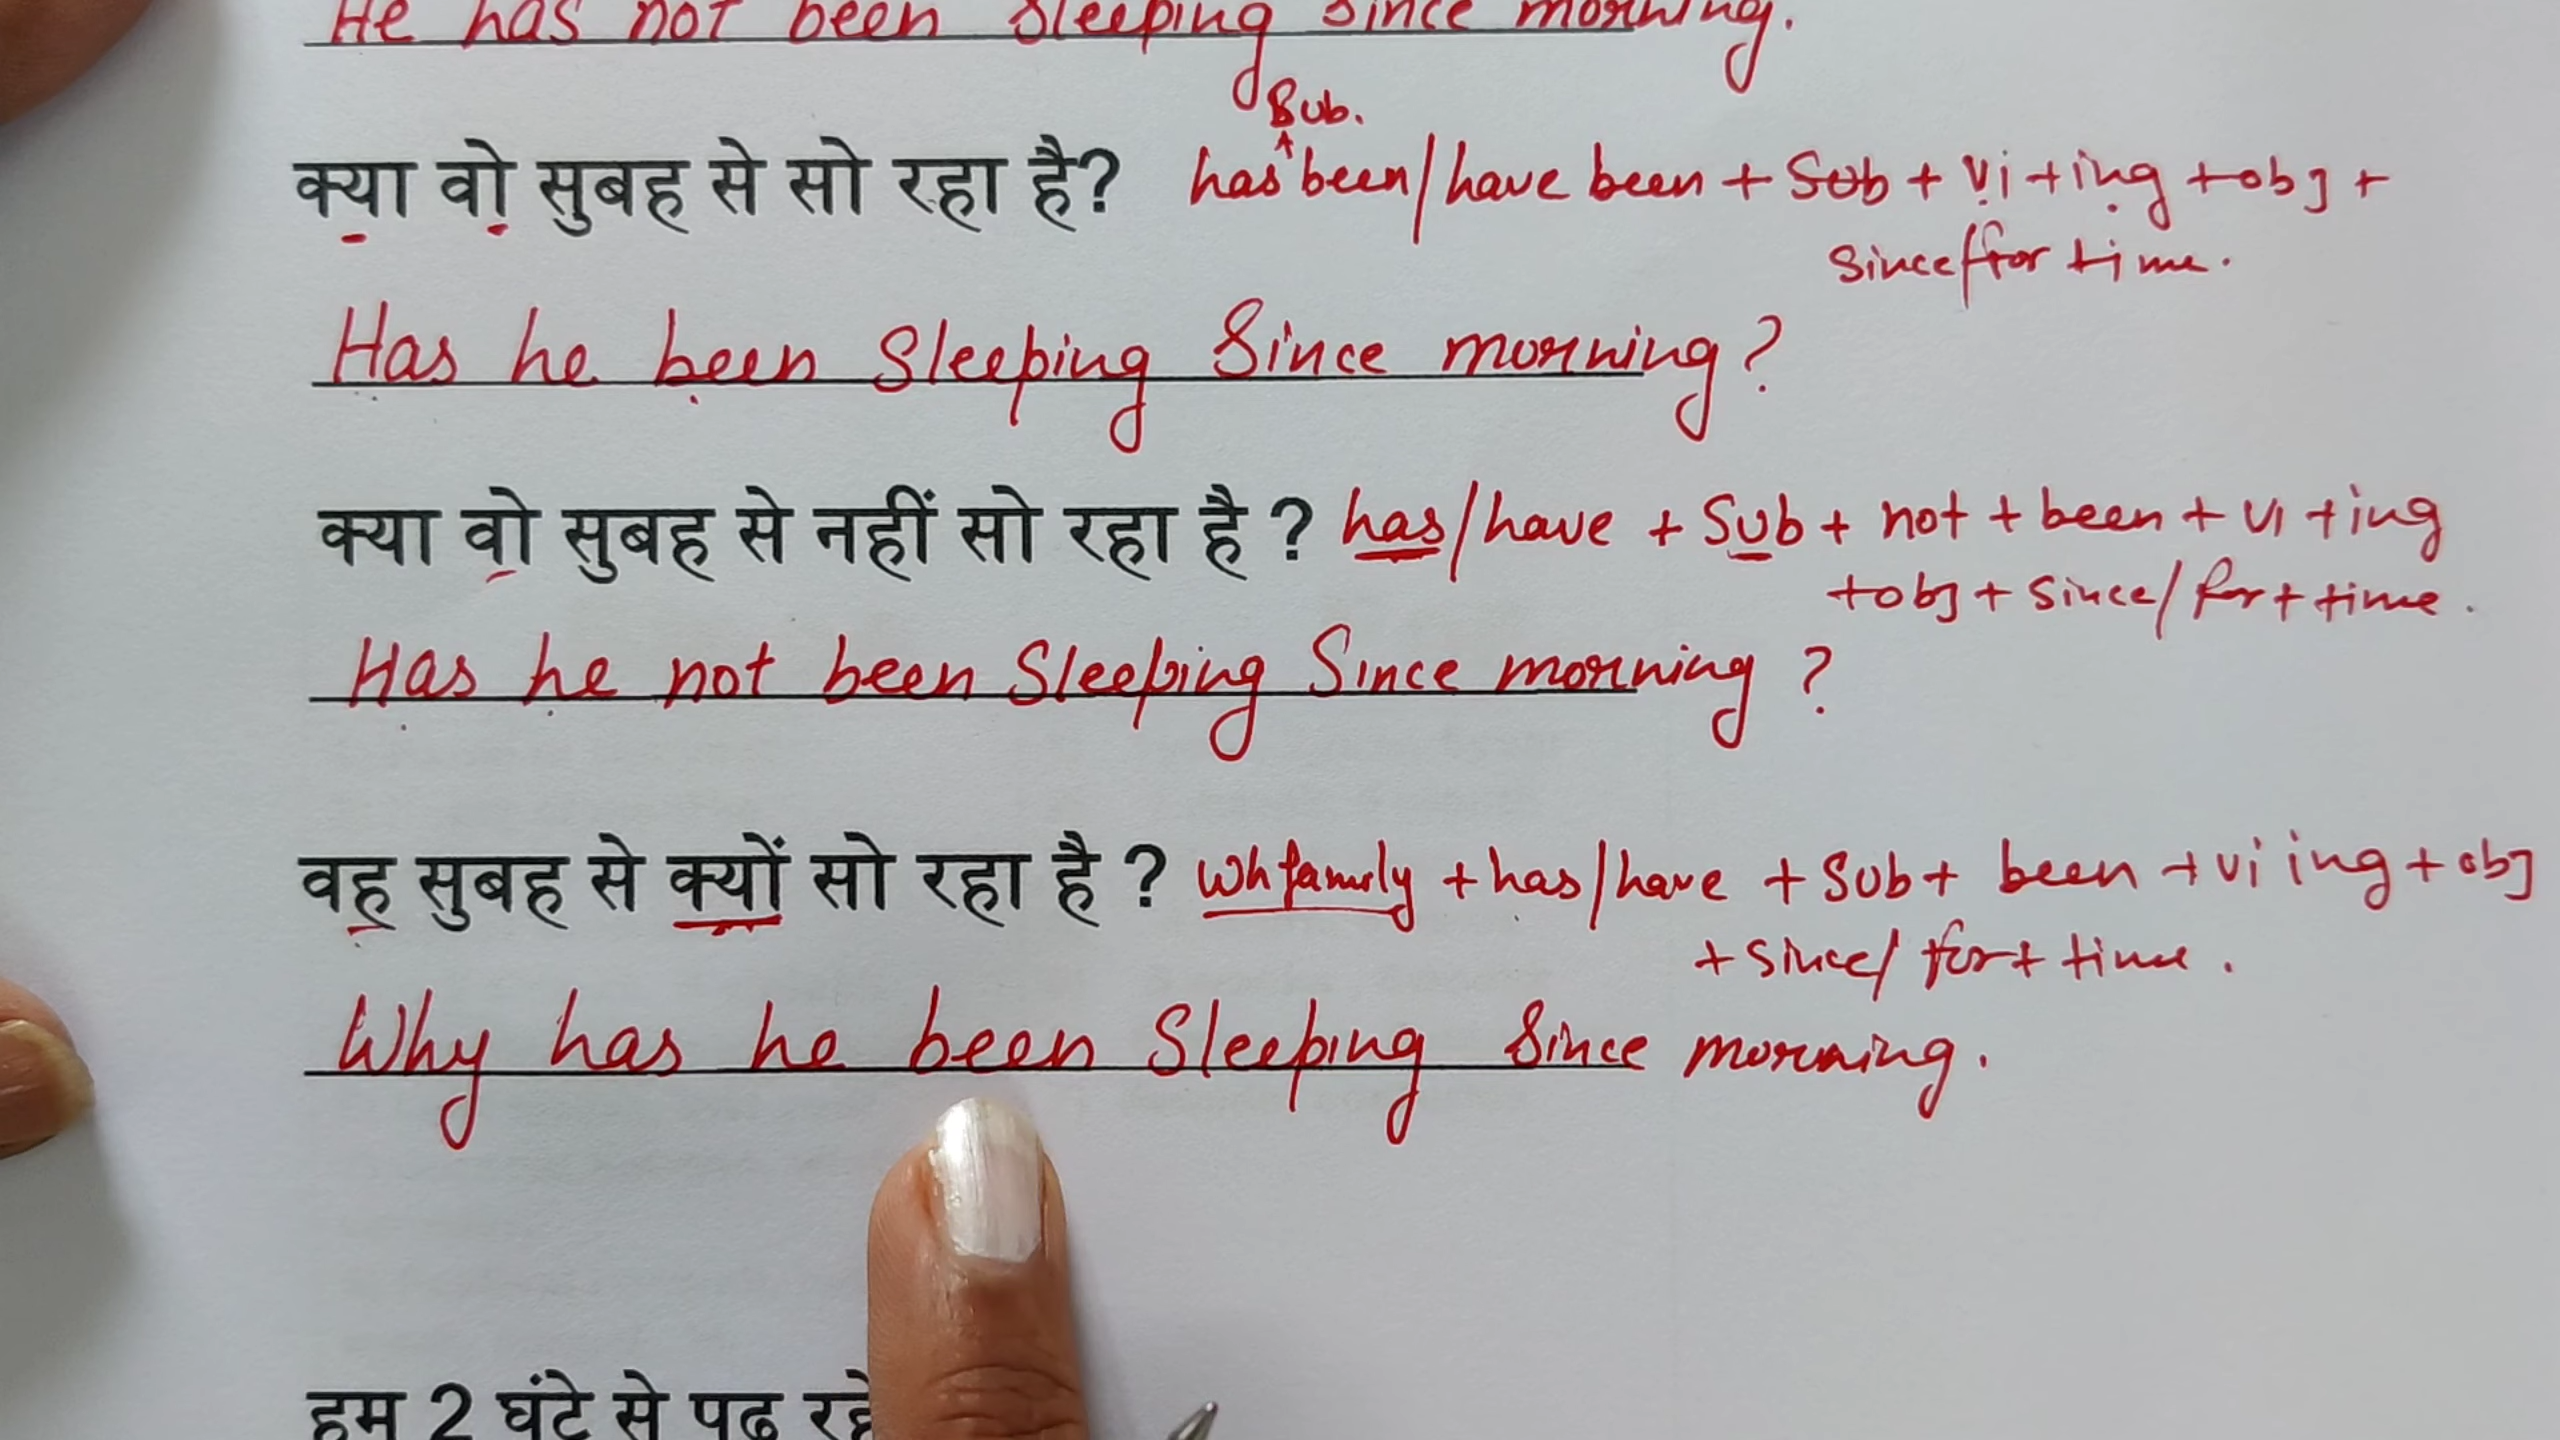 He has not been sleeping since morning.
Sub.
क्या वो सुबह से सो रहा है? has^been/have been + Sub + Vi + ing + obj +
since/for time.
Has he been Sleeping Since morning?
क्या वो सुबह से नहीं सो रहा है ? has/have + Sub + not + been + vi + ing
+ obj + since/for + time.
Has he not been Sleeping Since morning ?
वह सुबह से क्यों सो रहा है ? Wh family + has/have + Sub + been + vi ing + obj
+ since/for + time.
Why has he been Sleeping Since morning.
हम 2 घंटे से पढ रहे